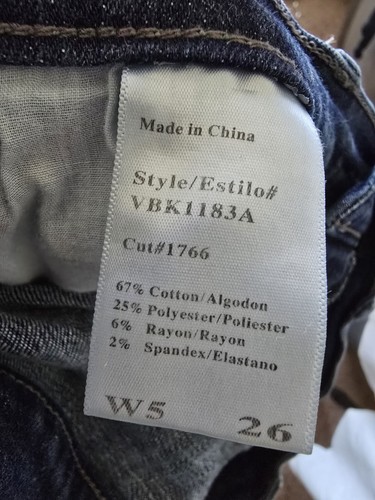 Made in China
Style/Estilo#
VBK1183A
Cut#1766
67% Cotton/Algodon
25% Polyester/Poliester
6% Rayon/Rayon
2% Spandex/Elastano
W5 26